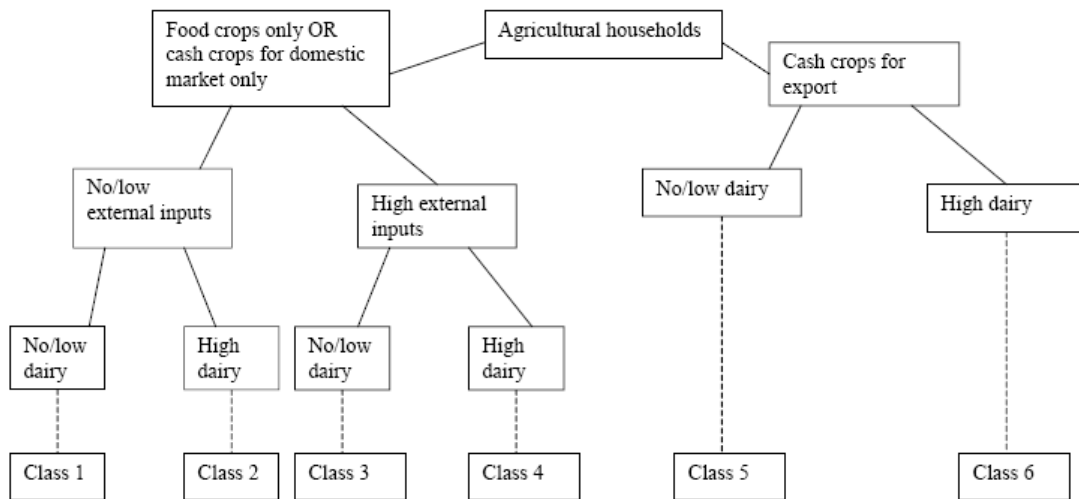 Agricultural households
Food crops only OR
cash crops for domestic
market only
Cash crops for
export
No/low
external inputs
High external
inputs
No/low dairy
High dairy
No/low
dairy
High
dairy
No/low
dairy
High
dairy
Class 1
Class 2
Class 3
Class 4
Class 5
Class 6